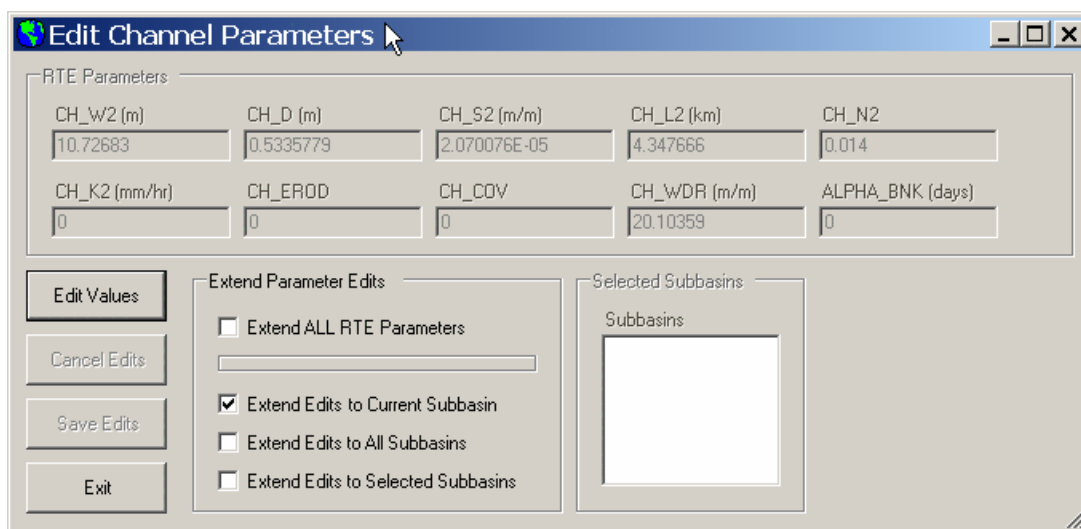 Edit Channel Parameters
RTE Parameters
CH_W2 (m) CH_D (m) CH_S2 (m/m) CH_L2 (km) CH_N2
10.72683 0.5335779 2.070076E-05 4.347666 0.014
CH_K2 (mm/hr) CH_EROD CH_COV CH_WDR (m/m) ALPHA_BNK (days)
0 0 0 20.10359 0
Edit Values
Cancel Edits
Save Edits
Exit
Extend Parameter Edits
Extend ALL RTE Parameters
Extend Edits to Current Subbasin
Extend Edits to All Subbasins
Extend Edits to Selected Subbasins
Selected Subbasins
Subbasins